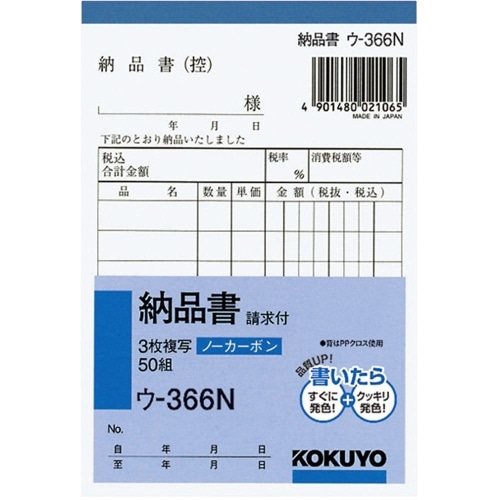 納品書 ウ-366N
納品書(控)
4 901480 021065
MADE IN JAPAN
様
年 月 日
下記のとおり納品いたしました
税込
合計金額
税率
%
消費税額等
品 名 数量 単価 金額(税抜・税込)
納品書 請求付
3枚複写 ノーカーボン
50組
●背はPPクロス使用
ウ-366N
品質UP!
書いたら
すぐに
発色!
+
クッキリ
発色!
No.
自 年 月 日
至 年 月 日
KOKUYO